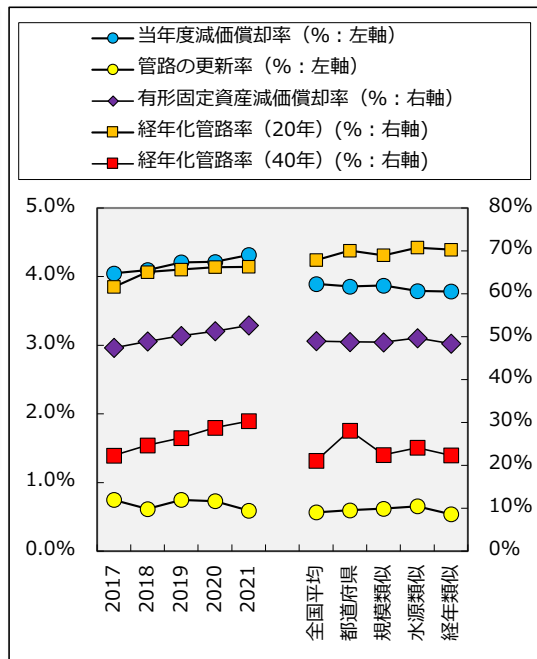 当年度減価償却率(%：左軸)
管路の更新率(%：左軸)
有形固定資産減価償却率(%：右軸)
経年化管路率（20年）(%：右軸)
経年化管路率（40年）(%：右軸)
5.0%
4.0%
3.0%
2.0%
1.0%
0.0%
80%
70%
60%
50%
40%
30%
20%
10%
0%
2017
2018
2019
2020
2021
全国平均
都道府県
規模類似
水源類似
経年類似